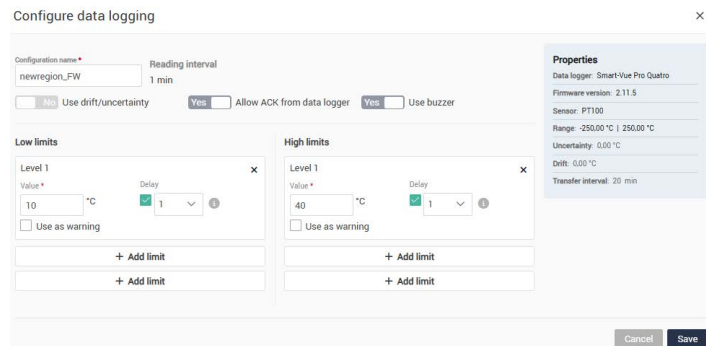 Configure data logging
Configuration name *
newregion_FW
Reading interval
1 min
No Use drift/uncertainty
Yes Allow ACK from data logger
Yes Use buzzer
Low limits
Level 1
Value *
10 °C
Delay
1
Use as warning
+ Add limit
+ Add limit
High limits
Level 1
Value *
40 °C
Delay
1
Use as warning
+ Add limit
+ Add limit
Properties
Data logger: Smart-Vue Pro Quatro
Firmware version: 2.11.5
Sensor: PT100
Range: -250,00 °C | 250,00 °C
Uncertainty: 0,00 °C
Drift: 0,00 °C
Transfer interval: 20 min
Cancel
Save